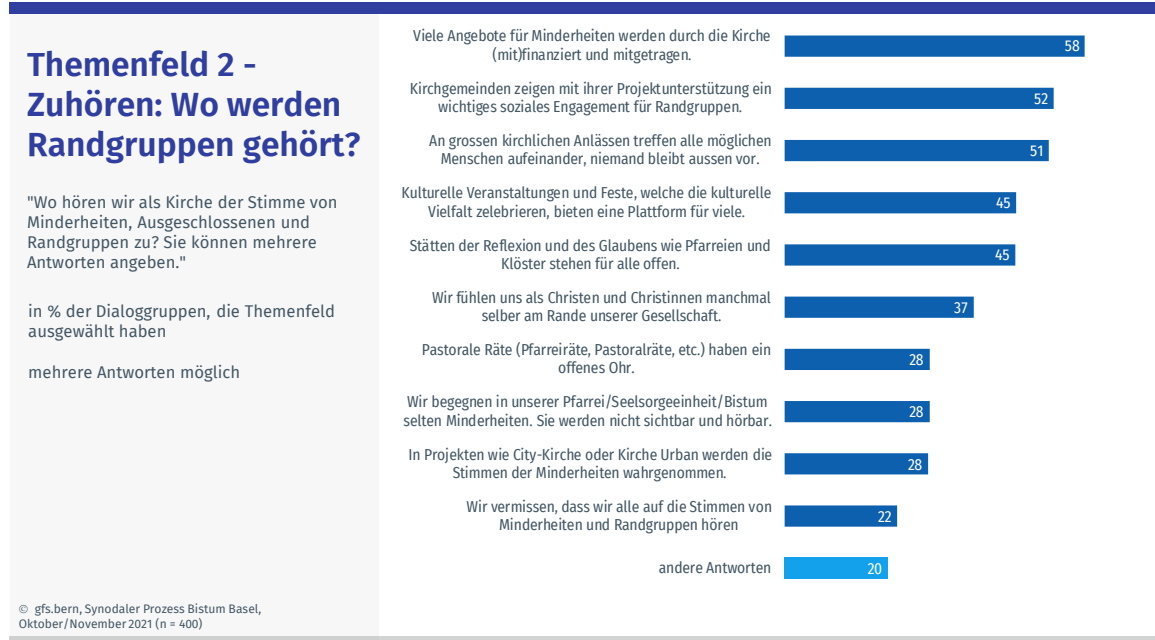 Themenfeld 2 -
Zuhören: Wo werden
Randgruppen gehört?
"Wo hören wir als Kirche der Stimme von
Minderheiten, Ausgeschlossenen und
Randgruppen zu? Sie können mehrere
Antworten angeben."
in % der Dialoggruppen, die Themenfeld
ausgewählt haben
mehrere Antworten möglich
© gfs.bern, Synodaler Prozess Bistum Basel,
Oktober/November 2021 (n = 400)
Viele Angebote für Minderheiten werden durch die Kirche
(mit)finanziert und mitgetragen.
58
Kirchgemeinden zeigen mit ihrer Projektunterstützung ein
wichtiges soziales Engagement für Randgruppen.
52
An grossen kirchlichen Anlässen treffen alle möglichen
Menschen aufeinander, niemand bleibt aussen vor.
51
Kulturelle Veranstaltungen und Feste, welche die kulturelle
Vielfalt zelebrieren, bieten eine Plattform für viele.
45
Stätten der Reflexion und des Glaubens wie Pfarreien und
Klöster stehen für alle offen.
45
Wir fühlen uns als Christen und Christinnen manchmal
selber am Rande unserer Gesellschaft.
37
Pastorale Räte (Pfarreiräte, Pastoralräte, etc.) haben ein
offenes Ohr.
28
Wir begegnen in unserer Pfarrei/Seelsorgeeinheit/Bistum
selten Minderheiten. Sie werden nicht sichtbar und hörbar.
28
In Projekten wie City-Kirche oder Kirche Urban werden die
Stimmen der Minderheiten wahrgenommen.
28
Wir vermissen, dass wir alle auf die Stimmen von
Minderheiten und Randgruppen hören
22
andere Antworten
20